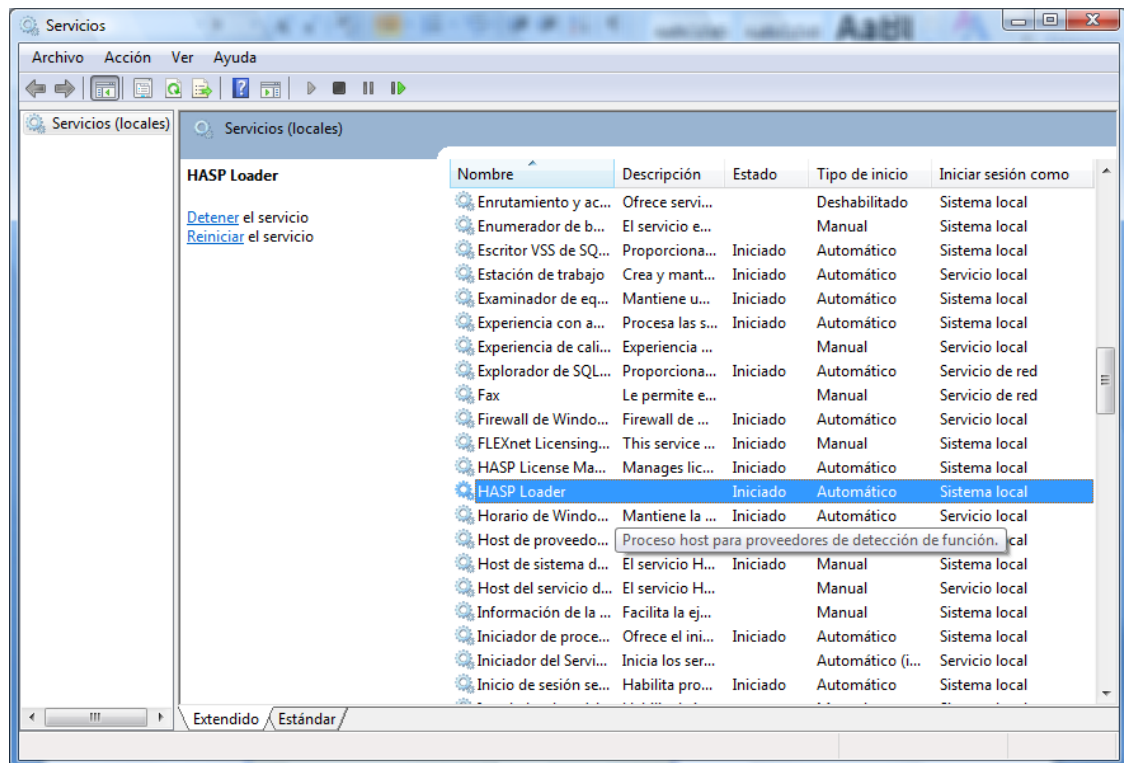 Servicios
Archivo Acción Ver Ayuda
Servicios (locales)
Servicios (locales)
HASP Loader
Detener el servicio
Reiniciar el servicio
Nombre Descripción Estado Tipo de inicio Iniciar sesión como
Enrutamiento y ac... Ofrece servi... Deshabilitado Sistema local
Enumerador de b... El servicio e... Manual Sistema local
Escritor VSS de SQ... Proporciona... Iniciado Automático Sistema local
Estación de trabajo Crea y mant... Iniciado Automático Servicio local
Examinador de eq... Mantiene u... Iniciado Automático Sistema local
Experiencia con a... Procesa las s... Iniciado Automático Sistema local
Experiencia de cali... Experiencia ... Manual Servicio local
Explorador de SQL... Proporciona... Iniciado Automático Servicio de red
Fax Le permite e... Manual Servicio de red
Firewall de Windo... Firewall de ... Iniciado Automático Servicio local
FLEXnet Licensing... This service ... Iniciado Manual Sistema local
HASP License Ma... Manages lic... Iniciado Automático Sistema local
HASP Loader Iniciado Automático Sistema local
Horario de Windo... Mantiene la ... Iniciado Automático Servicio local
Host de proveedo... Proceso host para proveedores de detección de función. cal
Host de sistema d... El servicio H... Iniciado Manual Sistema local
Host del servicio d... El servicio H... Manual Servicio local
Información de la ... Facilita la ej... Manual Sistema local
Iniciador de proce... Ofrece el ini... Iniciado Automático Sistema local
Iniciador del Servi... Inicia los ser... Automático (i... Servicio local
Inicio de sesión se... Habilita pro... Iniciado Automático Sistema local
Extendido Estándar